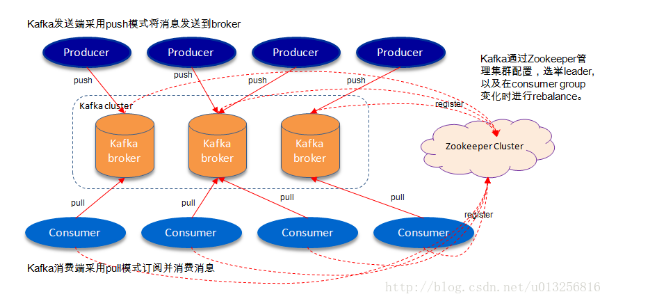 Kafka发送端采用push模式将消息发送到broker
Producer
Producer
Producer
Producer
Kafka通过Zookeeper管
理集群配置，选举leader,
以及在consumer group
变化时进行rebalance。
push
push
push
push
register
Kafka cluster
Kafka
broker
Kafka
broker
Kafka
broker
Zookeeper Cluster
pull
pull
pull
pull
register
Consumer
Consumer
Consumer
Consumer
Kafka消费端采用pull模式订阅并消费消息
http://blog.csdn.net/u013256816